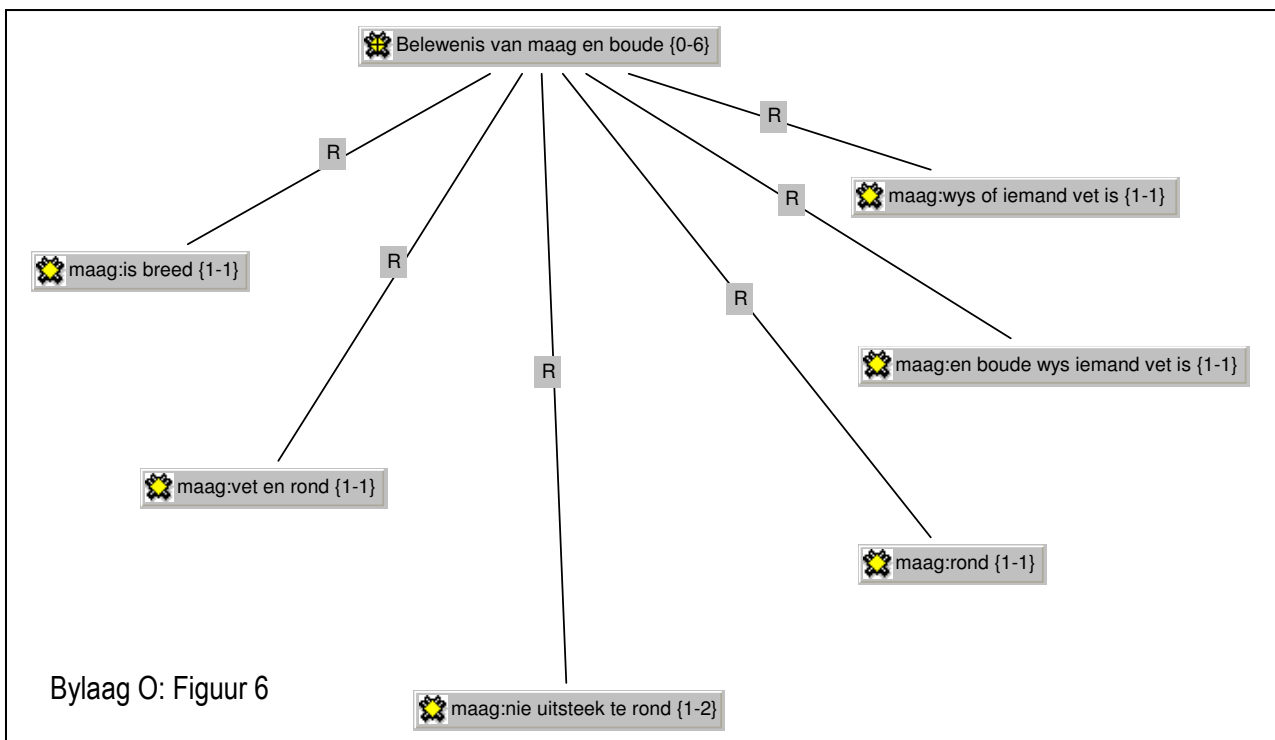 Belewenis van maag en boude {0-6}
R
maag:wys of iemand vet is {1-1}
R
R
maag:is breed {1-1}
R
R
maag:en boude wys iemand vet is {1-1}
R
maag:vet en rond {1-1}
maag:rond {1-1}
Bylaag O: Figuur 6
maag:nie uitsteek te rond {1-2}